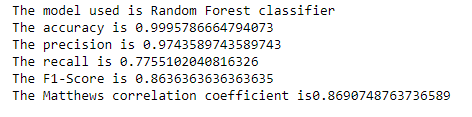 The model used is Random Forest classifier
The accuracy is 0.9995786664794073
The precision is 0.9743589743589743
The recall is 0.7755102040816326
The F1-Score is 0.8636363636363635
The Matthews correlation coefficient is0.8690748763736589